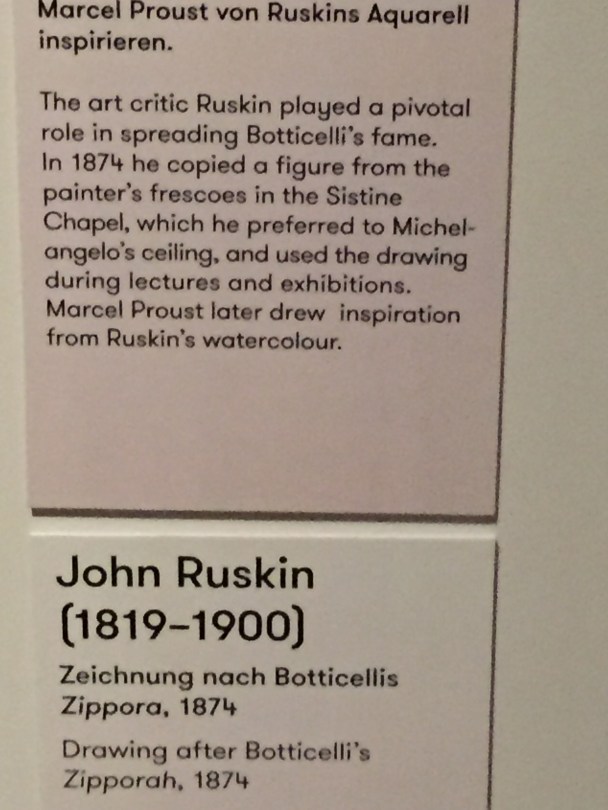 Marcel Proust von Ruskins Aquarell
inspirieren.
The art critic Ruskin played a pivotal
role in spreading Botticelli's fame.
In 1874 he copied a figure from the
painter's frescoes in the Sistine
Chapel, which he preferred to Michel-
angelo's ceiling, and used the drawing
during lectures and exhibitions.
Marcel Proust later drew inspiration
from Ruskin's watercolour.
John Ruskin
(1819–1900)
Zeichnung nach Botticellis
Zippora, 1874
Drawing after Botticelli's
Zipporah, 1874